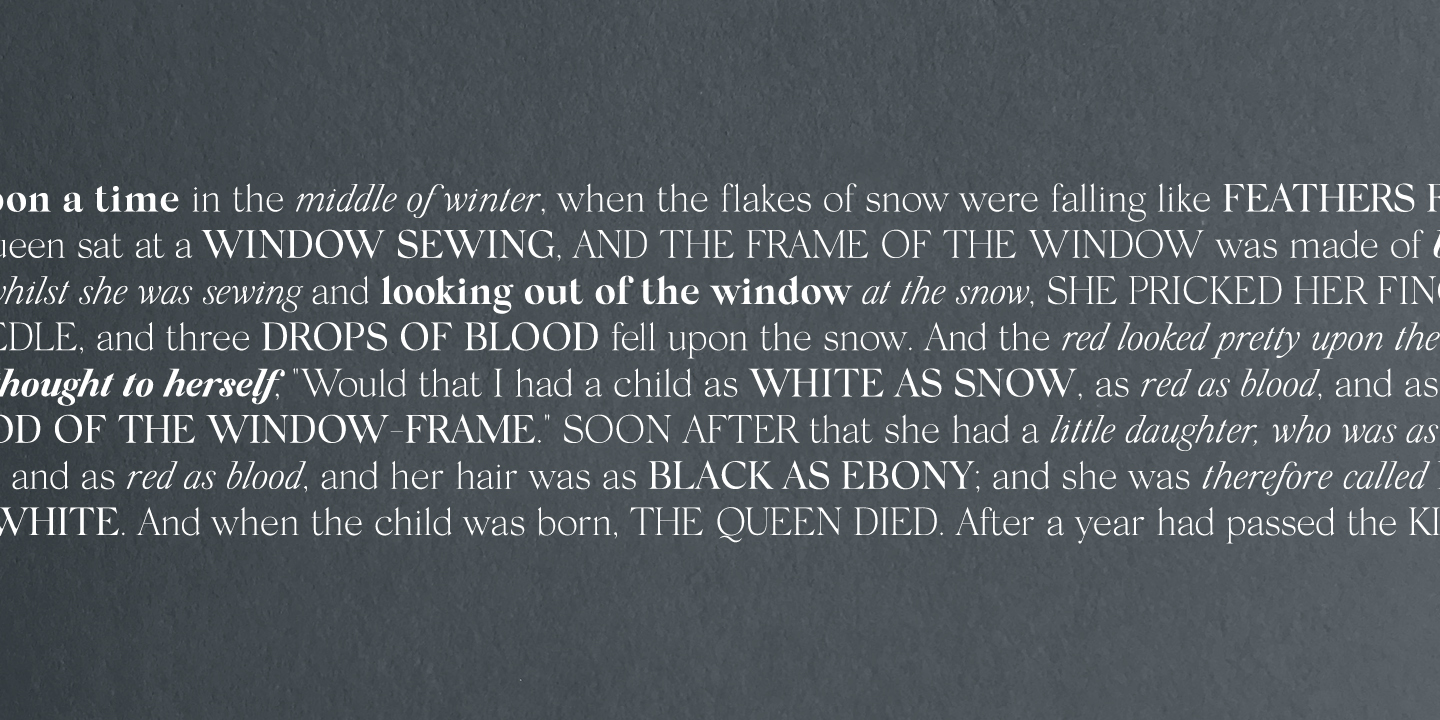 pon a time in the middle of winter, when the flakes of snow were falling like FEATHERS F
ueen sat at a WINDOW SEWING, AND THE FRAME OF THE WINDOW was made of b
whilst she was sewing and looking out of the window at the snow, SHE PRICKED HER FING
EDLE, and three DROPS OF BLOOD fell upon the snow. And the red looked pretty upon the
thought to herself, "Would that I had a child as WHITE AS SNOW, as red as blood, and as
OD OF THE WINDOW-FRAME." SOON AFTER that she had a little daughter, who was as
, and as red as blood, and her hair was as BLACK AS EBONY; and she was therefore called
WHITE. And when the child was born, THE QUEEN DIED. After a year had passed the KI